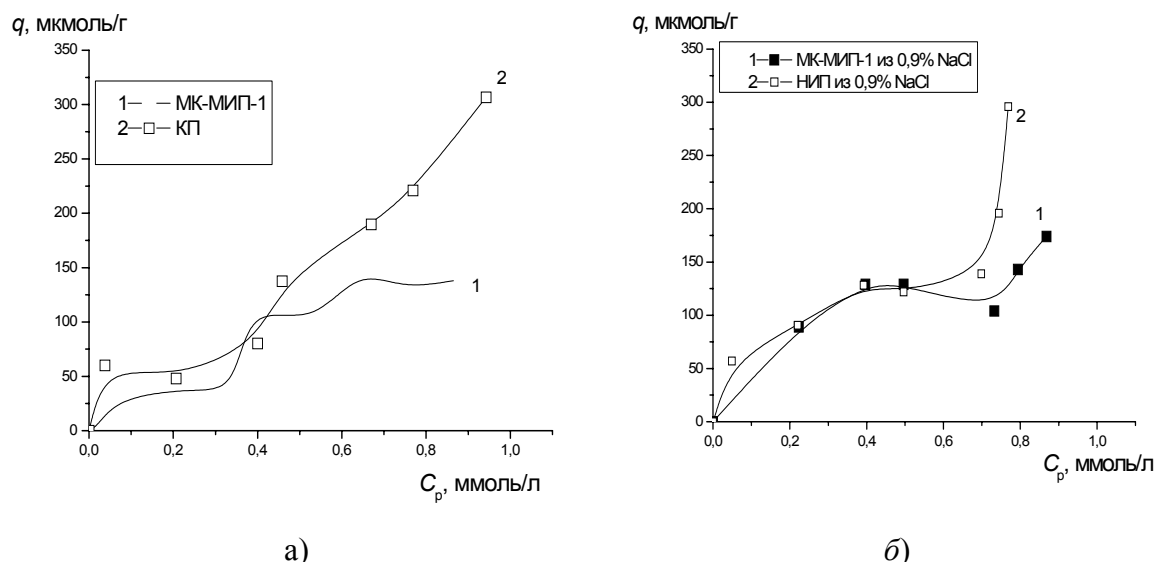 q, мкмоль/г
350
300
250
200
150
100
50
0
0,0 0,2 0,4 0,6 0,8 1,0
C_р, ммоль/л
1— — МК-МИП-1
2—□— КП
2
1
а)
q, мкмоль/г
350
300
250
200
150
100
50
0
0,0 0,2 0,4 0,6 0,8 1,0
C_р, ммоль/л
1—■— МК-МИП-1 из 0,9% NaCl
2—□— НИП из 0,9% NaCl
2
1
б)